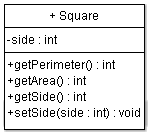 + Square
-side : int
+getPerimeter() : int
+getArea() : int
+getSide() : int
+setSide(side : int) : void